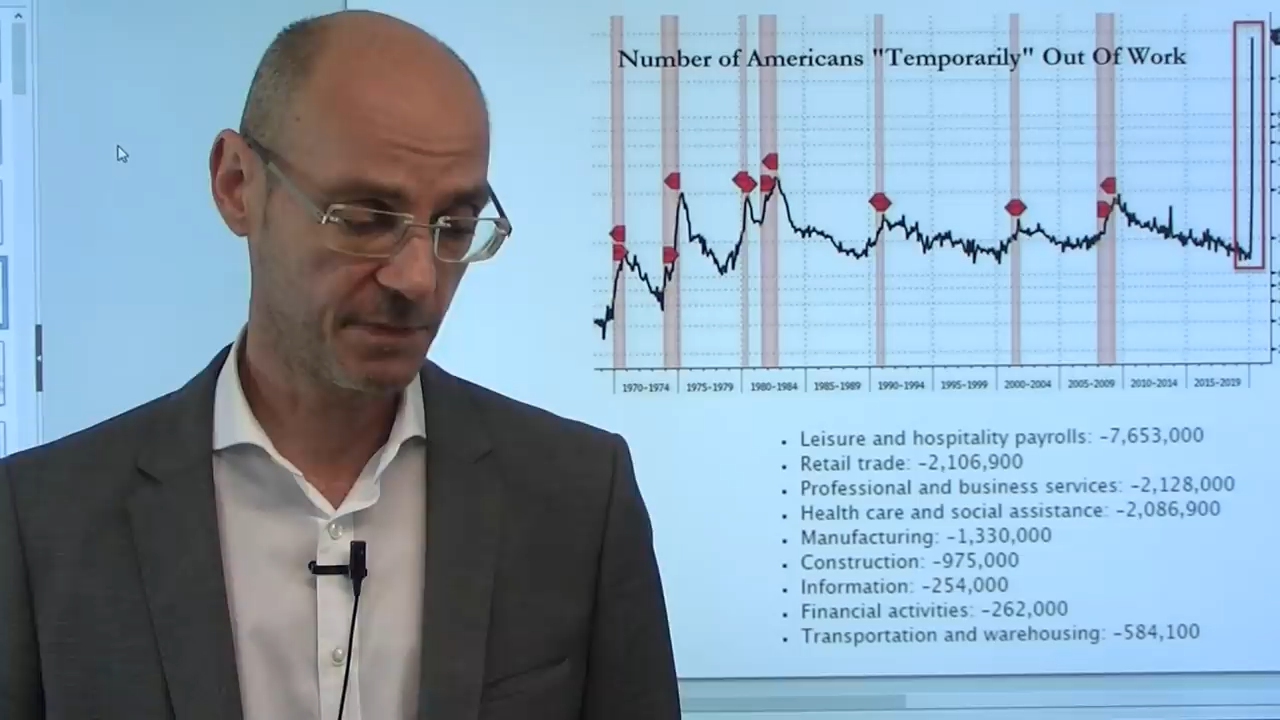 Number of Americans "Temporarily" Out Of Work
1970-1974 1975-1979 1980-1984 1985-1989 1990-1994 1995-1999 2000-2004 2005-2009 2010-2014 2015-2019
• Leisure and hospitality payrolls: -7,653,000
• Retail trade: -2,106,900
• Professional and business services: -2,128,000
• Health care and social assistance: -2,086,900
• Manufacturing: -1,330,000
• Construction: -975,000
• Information: -254,000
• Financial activities: -262,000
• Transportation and warehousing: -584,100